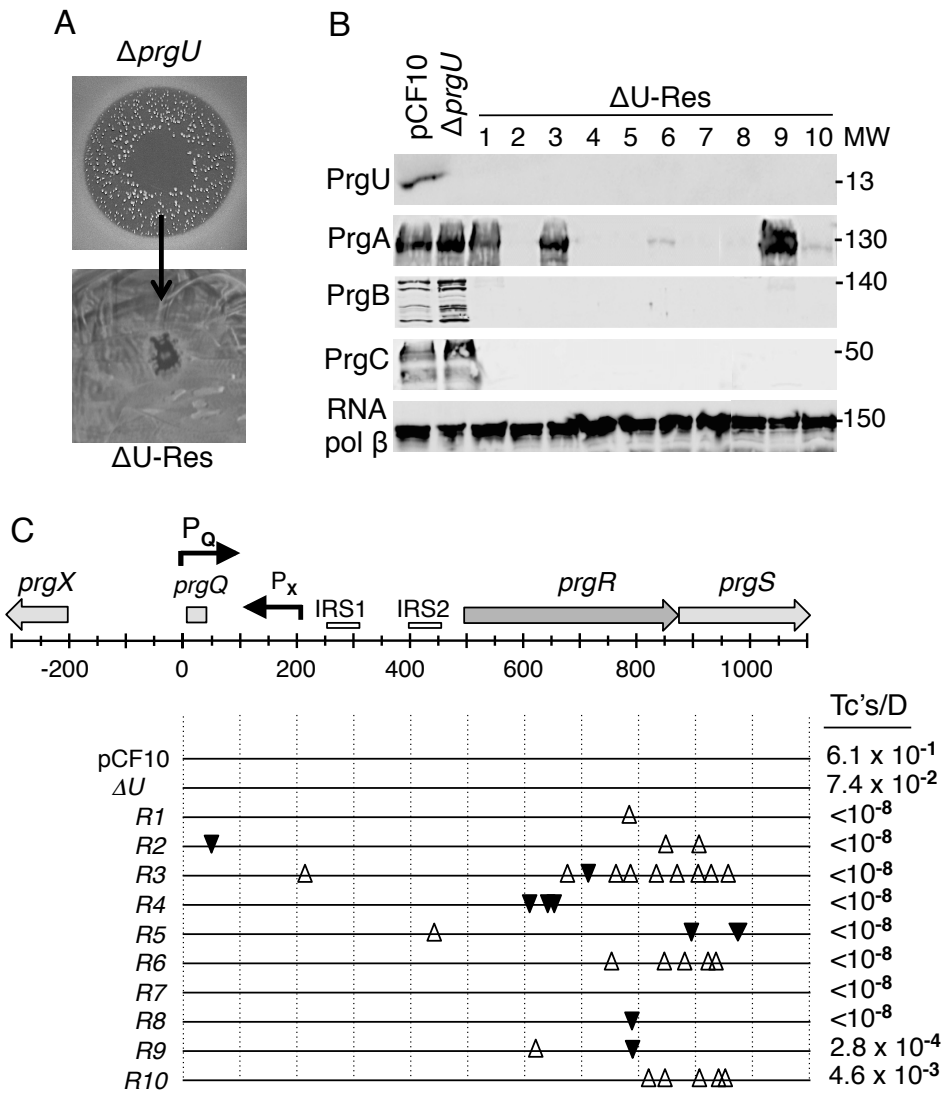 A
ΔprgU
ΔU-Res
B
pCF10
ΔprgU
ΔU-Res
1 2 3 4 5 6 7 8 9 10 MW
PrgU
-13
PrgA
-130
PrgB
-140
PrgC
-50
RNA
pol β
-150
C
PQ
prgX
prgQ
PX
IRS1
IRS2
prgR
prgS
-200 0 200 400 600 800 1000
Tc's/D
pCF10 6.1 x 10-1
ΔU 7.4 x 10-2
R1 <10-8
R2 <10-8
R3 <10-8
R4 <10-8
R5 <10-8
R6 <10-8
R7 <10-8
R8 <10-8
R9 2.8 x 10-4
R10 4.6 x 10-3